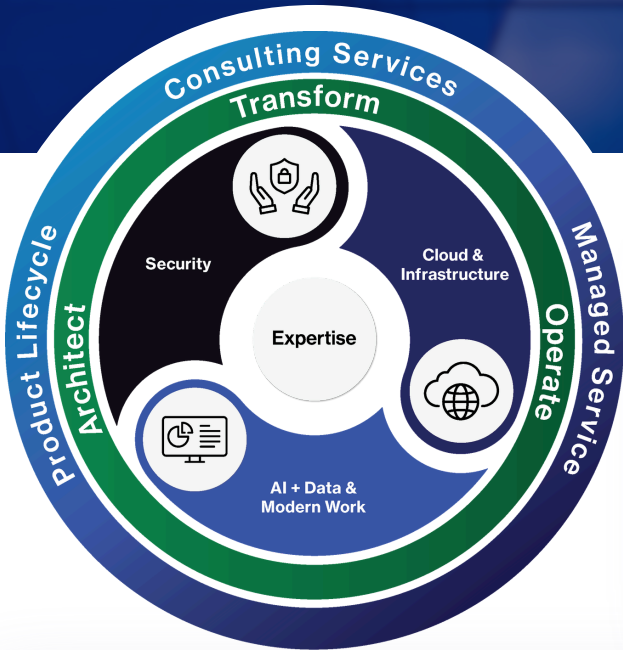 Consulting Services
Transform
Security
Cloud &
Infrastructure
Product Lifecycle
Architect
Expertise
Operate
Managed Service
AI + Data &
Modern Work